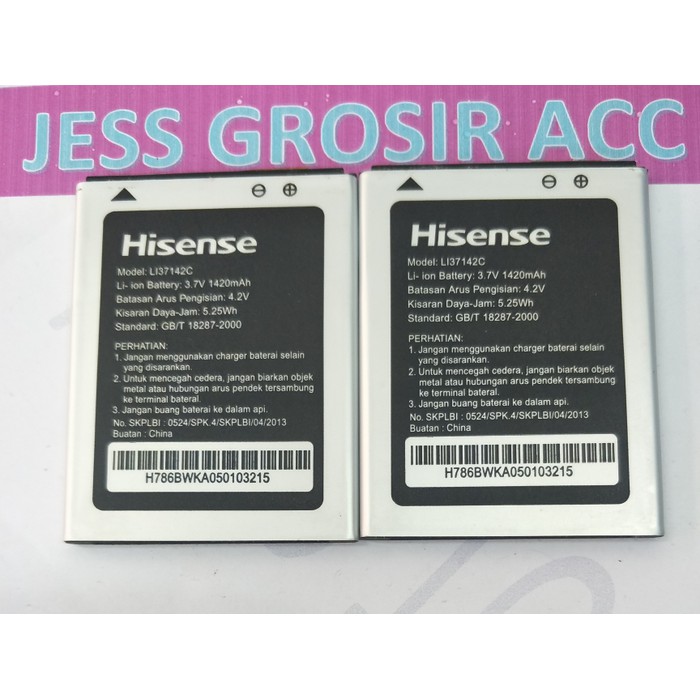 JESS GROSIR ACC
Hisense
Model: LI37142C
Li- ion Battery: 3.7V 1420mAh
Batasan Arus Pengisian: 4.2V
Kisaran Daya-Jam: 5.25Wh
Standard: GB/T 18287-2000
PERHATIAN:
1. Jangan menggunakan charger baterai selain
yang disarankan.
2. Untuk mencegah cedera, jangan biarkan objek
metal atau hubungan arus pendek tersambung
ke terminal bateral.
3. Jangan buang baterai ke dalam api.
No. SKPLBI : 0524/SPK.4/SKPLBI/04/2013
Buatan : China
H786BWKA050103215
Hisense
Model: LI37142C
Li- ion Battery: 3.7V 1420mAh
Batasan Arus Pengisian: 4.2V
Kisaran Daya-Jam: 5.25Wh
Standard: GB/T 18287-2000
PERHATIAN:
1. Jangan menggunakan charger baterai selain
yang disarankan.
2. Untuk mencegah cedera, jangan biarkan objek
metal atau hubungan arus pendek tersambung
ke terminal bateral.
3. Jangan buang baterai ke dalam api.
No. SKPLBI : 0524/SPK.4/SKPLBI/04/2013
Buatan : China
H786BWKA050103215